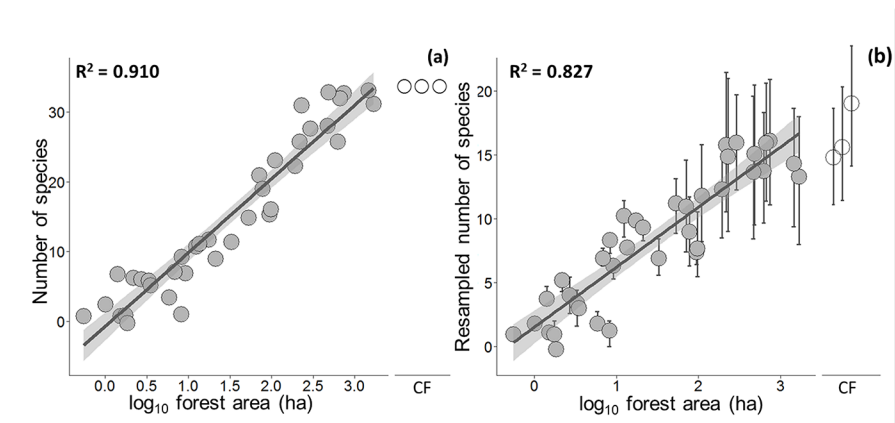 (a)
R² = 0.910
Number of species
30
20
10
0
0.0 0.5 1.0 1.5 2.0 2.5 3.0
CF
log₁₀ forest area (ha)
(b)
R² = 0.827
Resampled number of species
20
15
10
5
0
0 1 2 3
CF
log₁₀ forest area (ha)